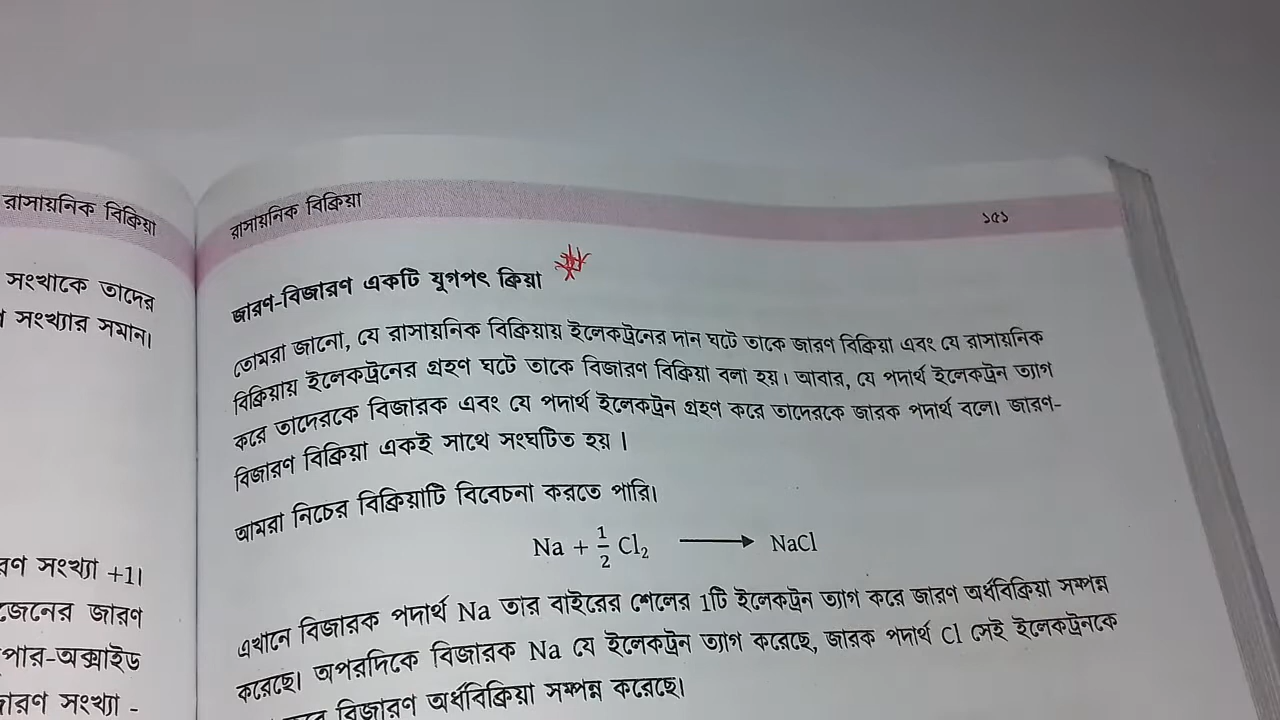 রাসায়নিক বিক্রিয়া
সংখ্যাকে তাদের
সংখ্যার সমান।
সংখ্যা +1।
জারণ
অক্সাইড
সংখ্যা -
রাসায়নিক বিক্রিয়া ১৫১
জারণ-বিজারণ একটি যুগপৎ ক্রিয়া
তোমরা জানো, যে রাসায়নিক বিক্রিয়ায় ইলেকট্রনের দান ঘটে তাকে জারণ বিক্রিয়া এবং যে রাসায়নিক
বিক্রিয়ায় ইলেকট্রনের গ্রহণ ঘটে তাকে বিজারণ বিক্রিয়া বলা হয়। আবার, যে পদার্থ ইলেকট্রন ত্যাগ
করে তাদেরকে বিজারক এবং যে পদার্থ ইলেকট্রন গ্রহণ করে তাদেরকে জারক পদার্থ বলে। জারণ-
বিজারণ বিক্রিয়া একই সাথে সংঘটিত হয় ।
আমরা নিচের বিক্রিয়াটি বিবেচনা করতে পারি।
Na + ½ Cl₂ ⟶ NaCl
এখানে বিজারক পদার্থ Na তার বাইরের শেলের 1টি ইলেকট্রন ত্যাগ করে জারণ অর্ধবিক্রিয়া সম্পন্ন
করেছে। অপরদিকে বিজারক Na যে ইলেকট্রন ত্যাগ করেছে, জারক পদার্থ Cl সেই ইলেকট্রনকে
বিজারণ অর্ধবিক্রিয়া সম্পন্ন করেছে।